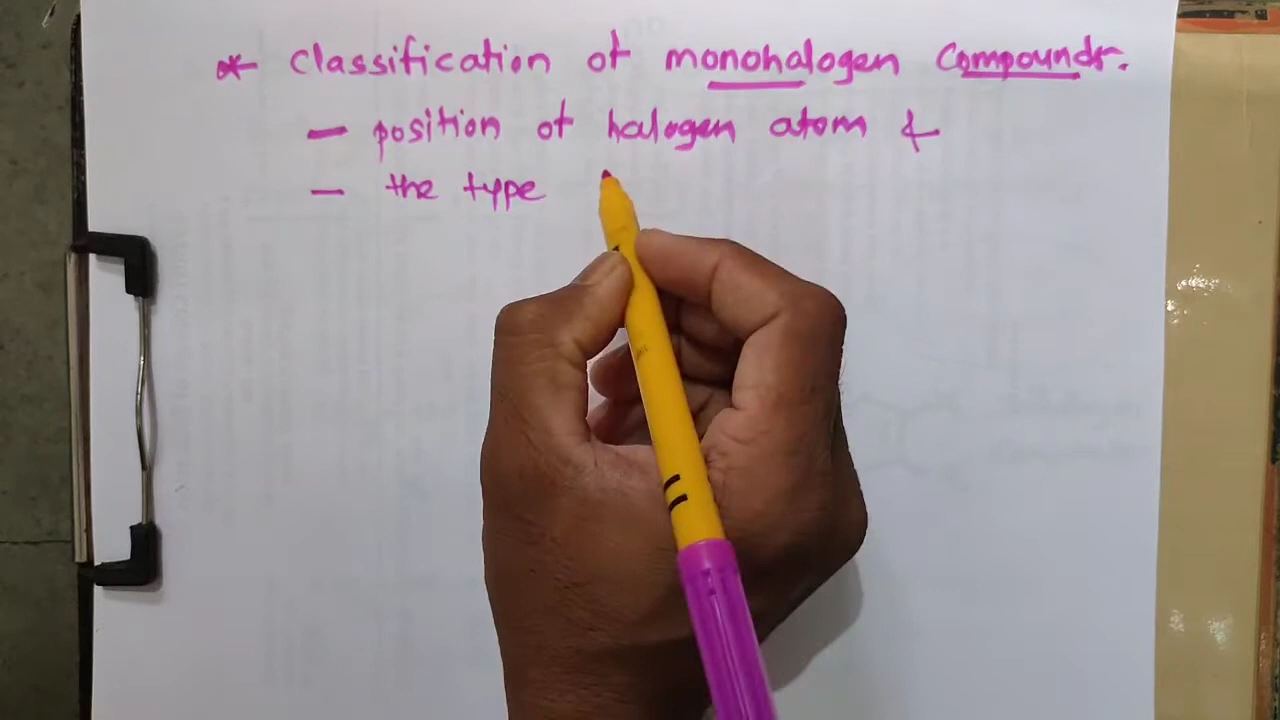 * Classification of monohalogen compounds.
- position of halogen atom &
- the type